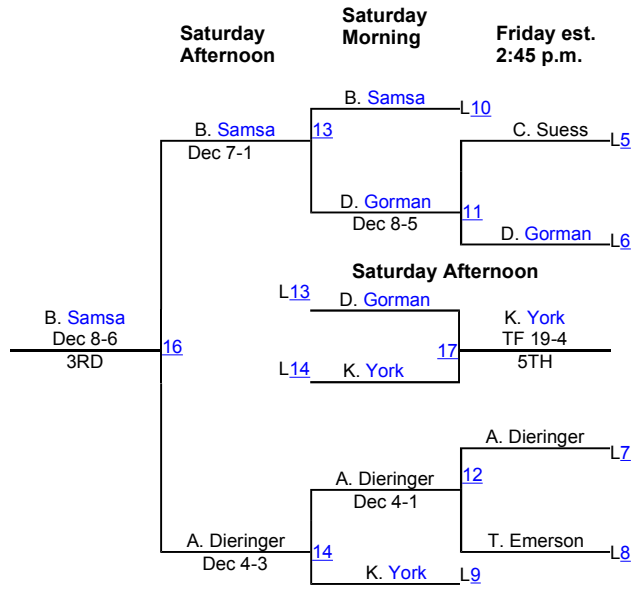 Saturday
Afternoon
Saturday
Morning
Friday est.
2:45 p.m.
B. Samsa
L10
B. Samsa
13
C. Suess
L5
Dec 7-1
D. Gorman
11
Dec 8-5
D. Gorman
L6
Saturday Afternoon
L13
D. Gorman
B. Samsa
Dec 8-6
16
3RD
K. York
TF 19-4
17
5TH
L14
K. York
A. Dieringer
L7
A. Dieringer
12
Dec 4-1
A. Dieringer
14
Dec 4-3
T. Emerson
L8
K. York
L9